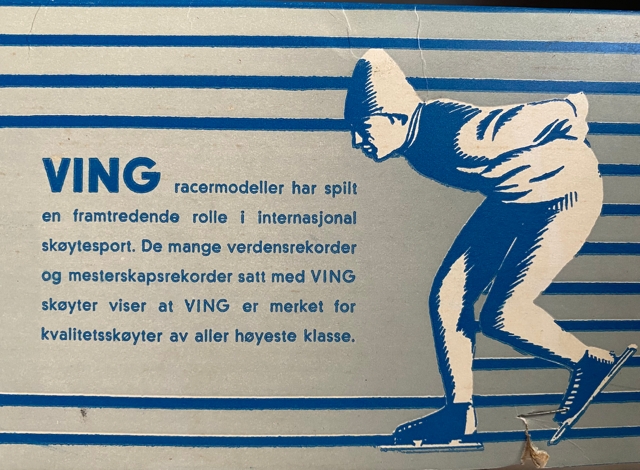 VING racermodeller har spilt
en framtredende rolle i internasjonal
skøytesport. De mange verdensrekorder
og mesterskapsrekorder satt med VING
skøyter viser at VING er merket for
kvalitetsskøyter av aller høyeste klasse.